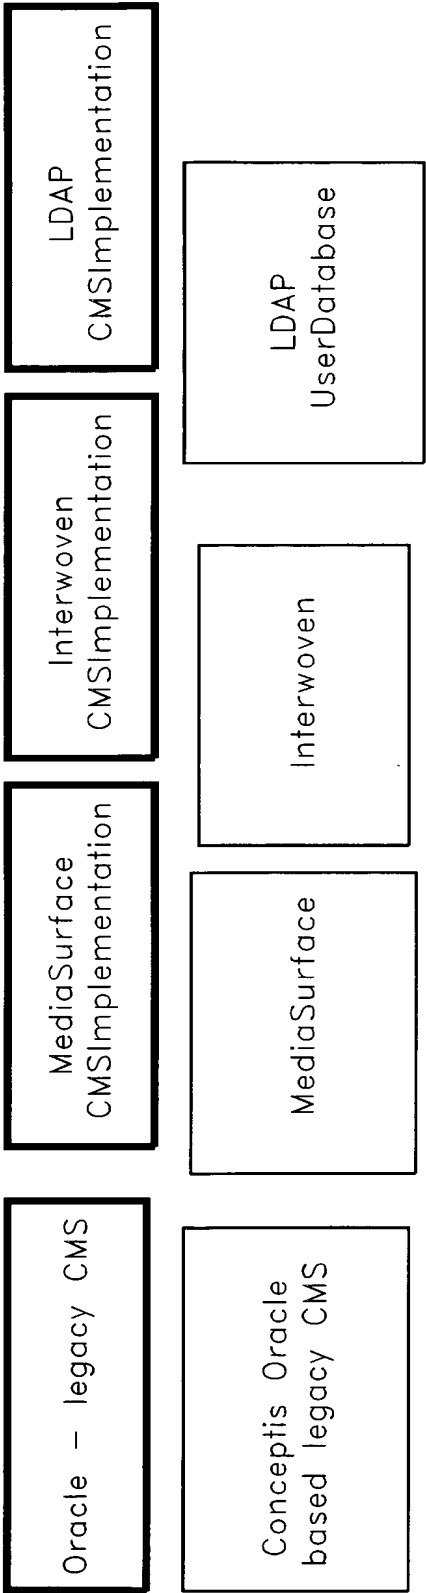 Oracle – legacy CMS
MediaSurface
CMSImplementation
Interwoven
CMSImplementation
LDAP
CMSImplementation
Conceptis Oracle
based legacy CMS
MediaSurface
Interwoven
LDAP
UserDatabase